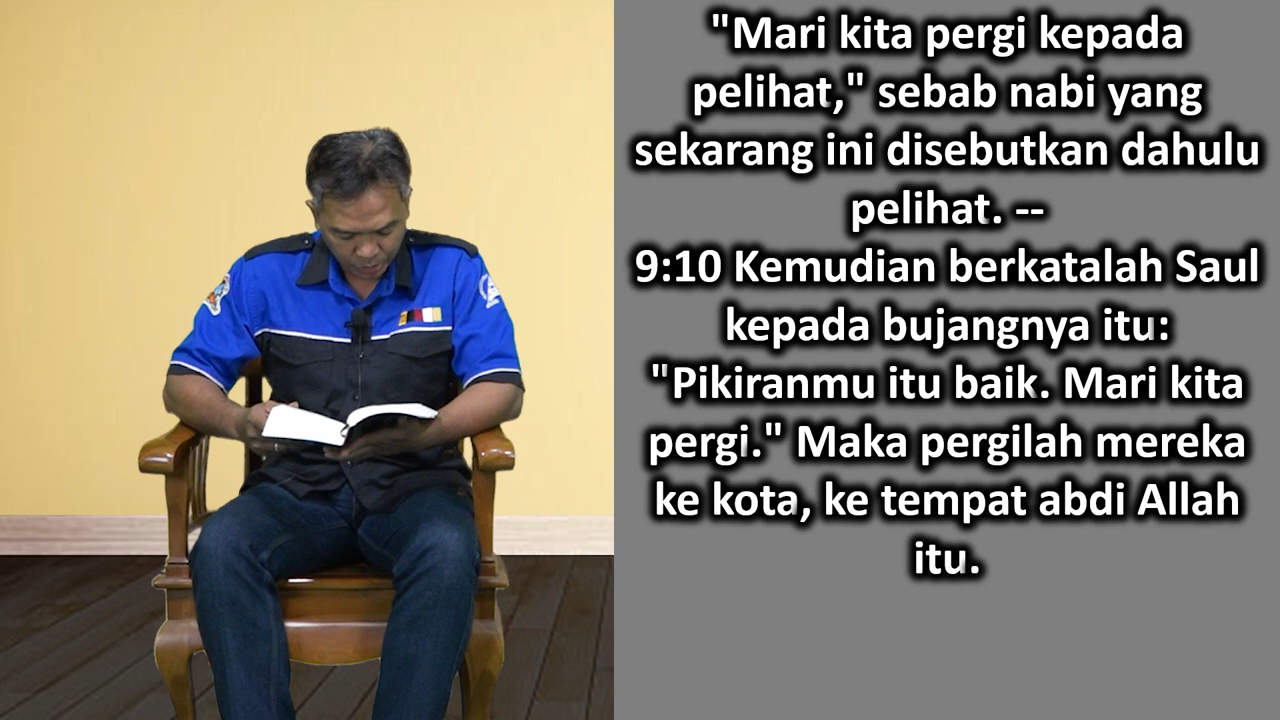 "Mari kita pergi kepada
pelihat," sebab nabi yang
sekarang ini disebutkan dahulu
pelihat. --
9:10 Kemudian berkatalah Saul
kepada bujangnya itu:
"Pikiranmu itu baik. Mari kita
pergi." Maka pergilah mereka
ke kota, ke tempat abdi Allah
itu.